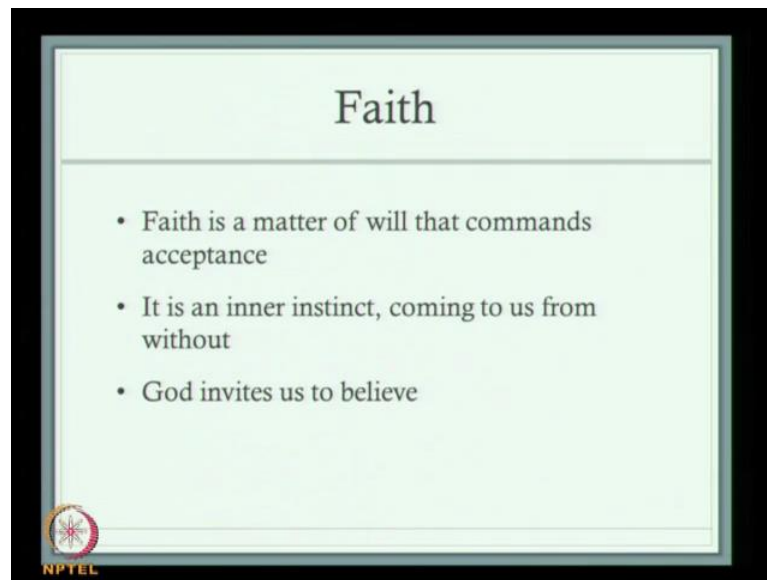 Faith
• Faith is a matter of will that commands
acceptance
• It is an inner instinct, coming to us from
without
• God invites us to believe
NPTEL